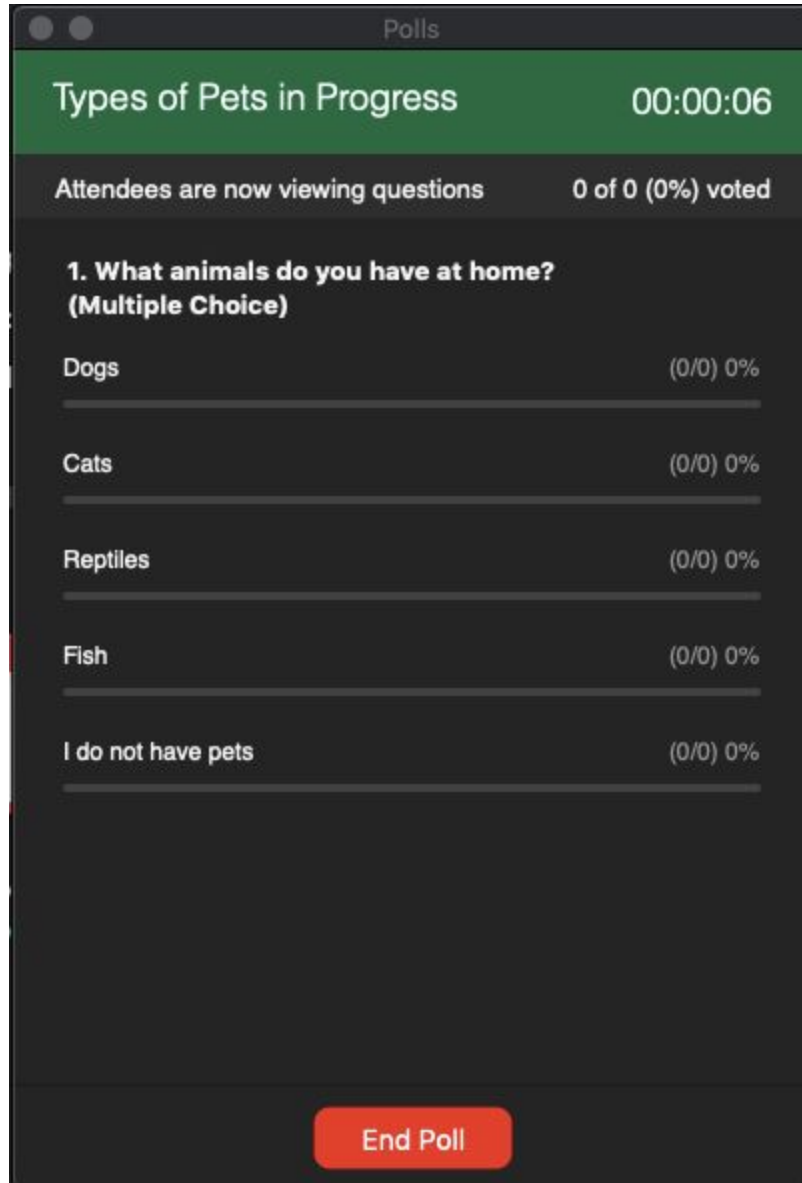 Polls
Types of Pets in Progress 00:00:06
Attendees are now viewing questions 0 of 0 (0%) voted
1. What animals do you have at home?
(Multiple Choice)
Dogs (0/0) 0%
Cats (0/0) 0%
Reptiles (0/0) 0%
Fish (0/0) 0%
I do not have pets (0/0) 0%
End Poll